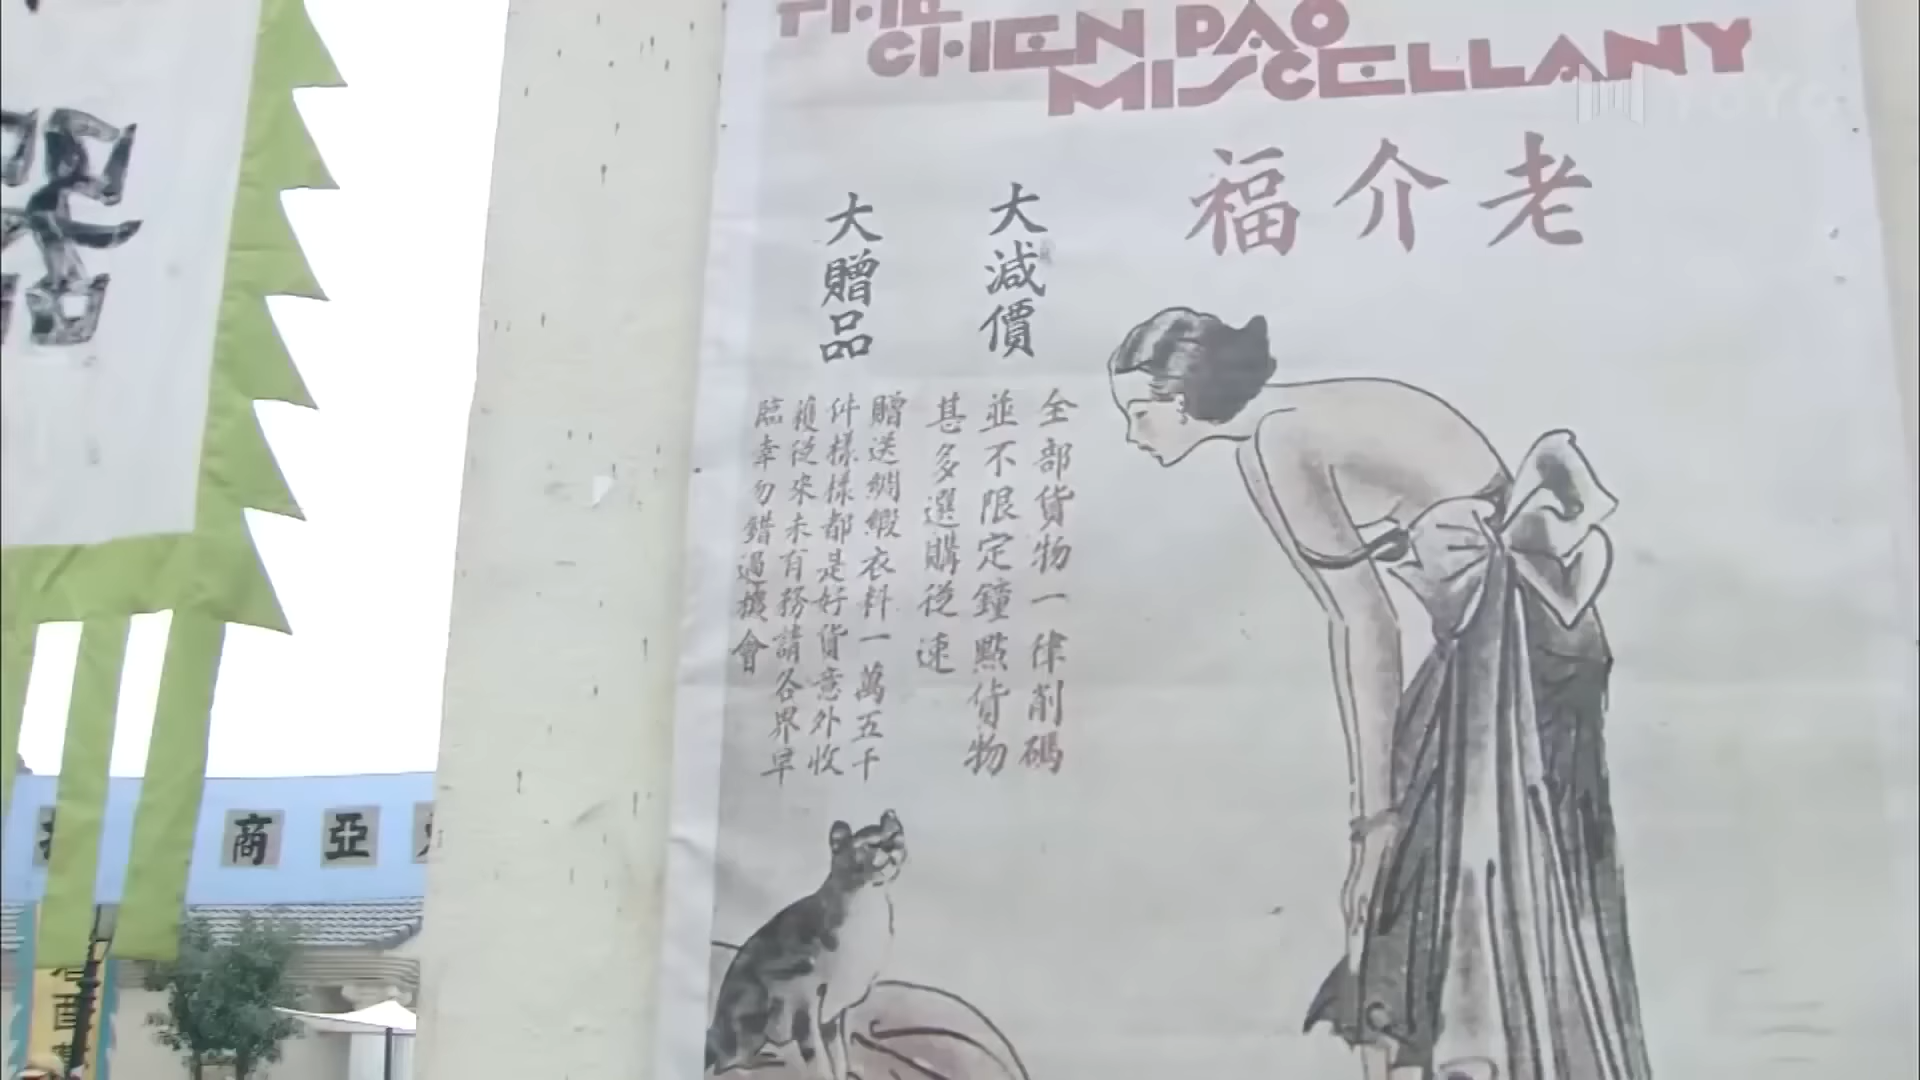 THE
CHEN PAO
MISCELLANY
老介福
大減價
全部貨物一律削碼
並不限定鐘點貨物
甚多選購從速
大贈品
贈送綢緞衣料一萬五千
件樣樣都是好貨意外收
穫從來未有務請各界早
臨幸勿錯過機會
亞商
YOYO